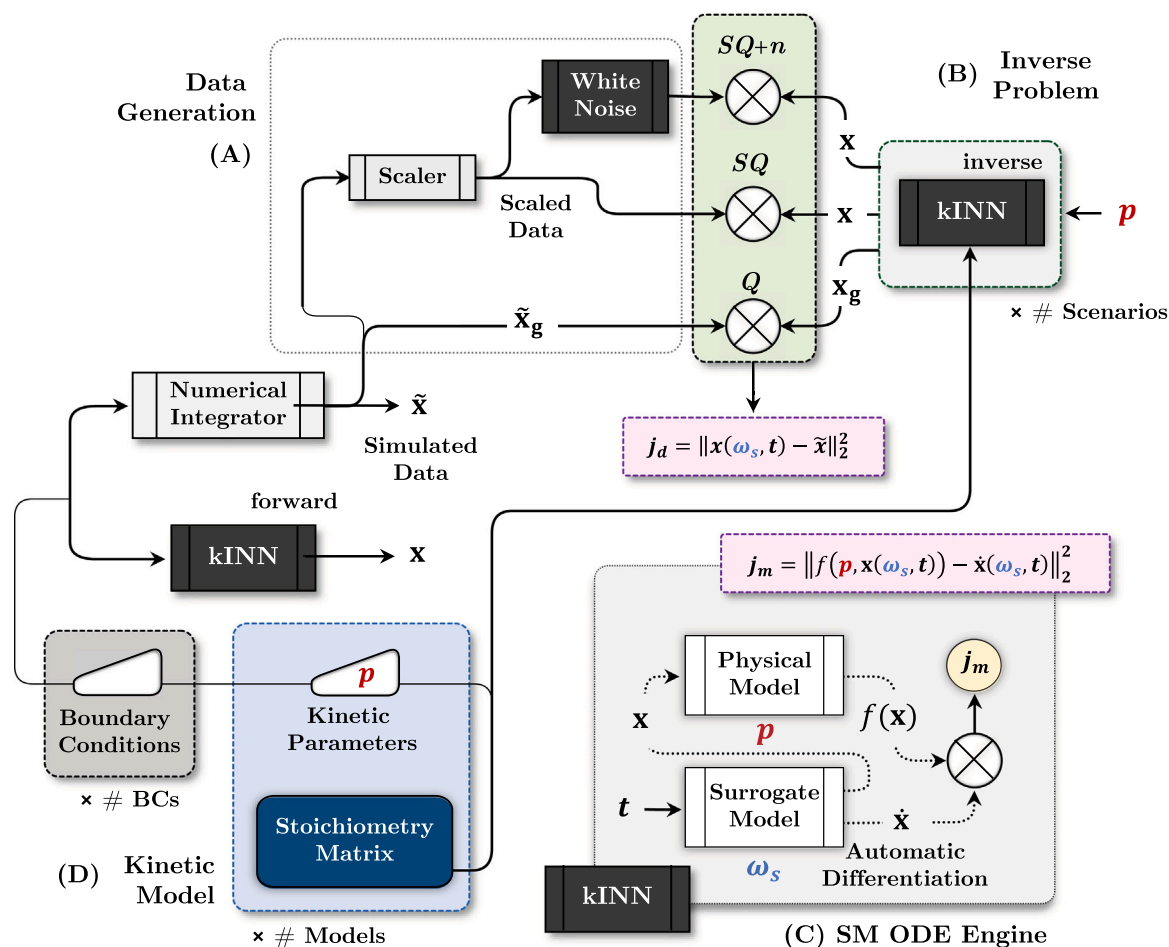 Data
Generation
(A)
SQ+n
White
Noise
(B) Inverse
Problem
x
inverse
Scaler
SQ
Scaled
Data
x
kINN
p
Q
x_g
x̃_g
× # Scenarios
Numerical
Integrator
x̃
Simulated
Data
j_d = ‖x(ω_s, t) − x̃‖₂²
forward
kINN
x
j_m = ‖f(p, x(ω_s, t)) − ẋ(ω_s, t)‖₂²
p
Boundary
Conditions
Kinetic
Parameters
× # BCs
Stoichiometry
Matrix
(D) Kinetic
Model
× # Models
Physical
Model
j_m
x
p
f(x)
t
Surrogate
Model
ẋ
ω_s
Automatic
Differentiation
kINN
(C) SM ODE Engine